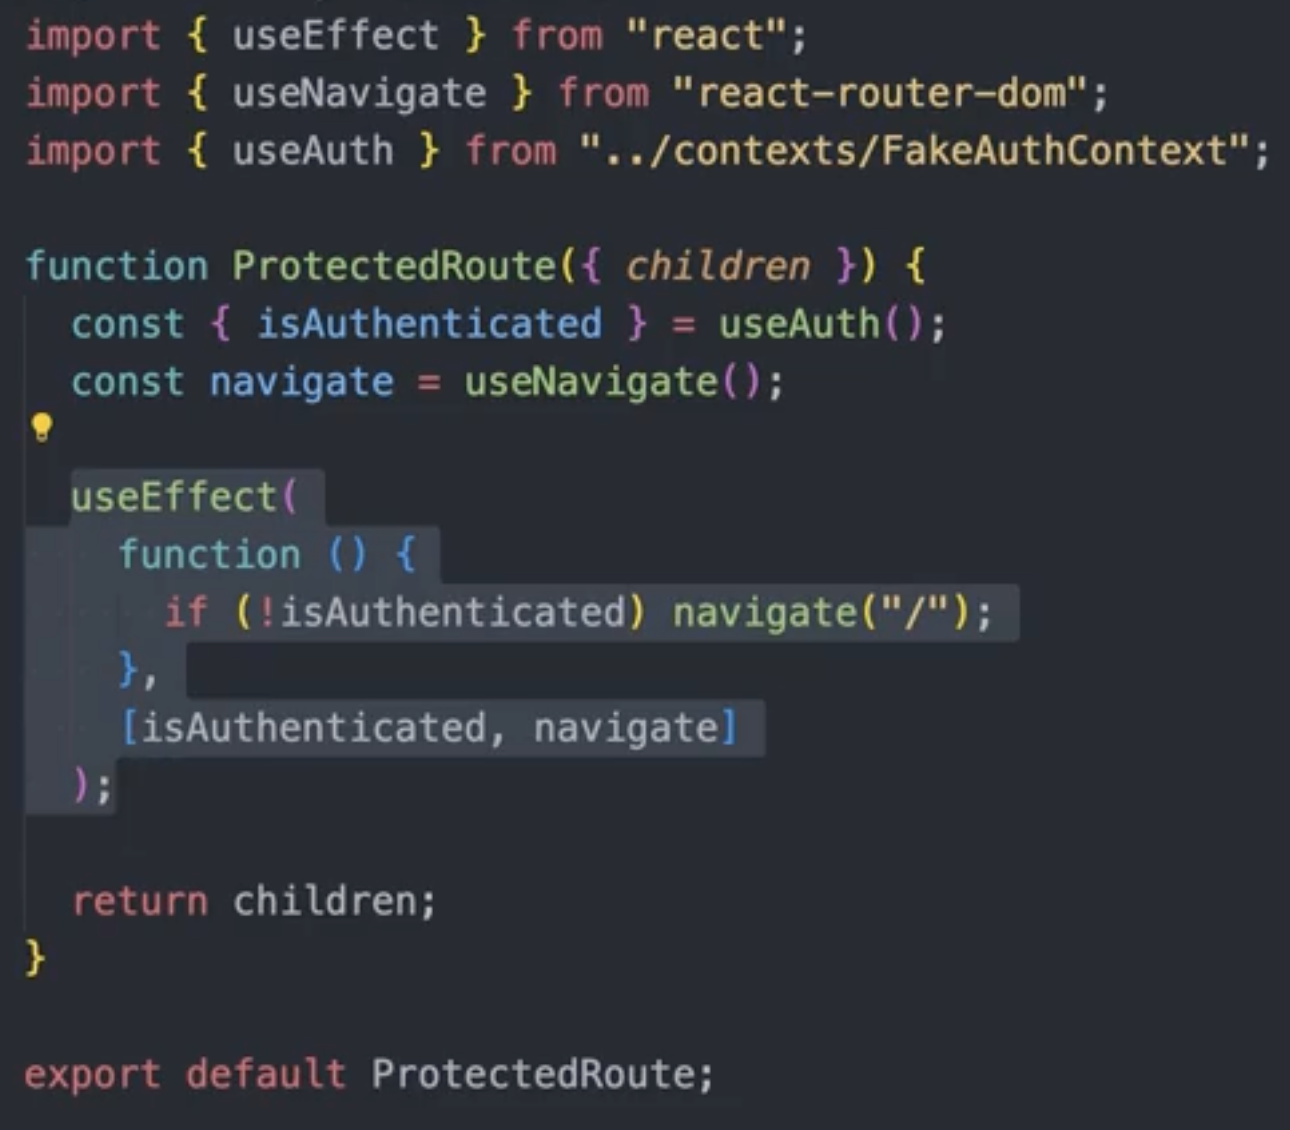 import { useEffect } from "react";
import { useNavigate } from "react-router-dom";
import { useAuth } from "../contexts/FakeAuthContext";
function ProtectedRoute({ children }) {
const { isAuthenticated } = useAuth();
const navigate = useNavigate();
useEffect(
function () {
if (!isAuthenticated) navigate("/");
},
[isAuthenticated, navigate]
);
return children;
}
export default ProtectedRoute;